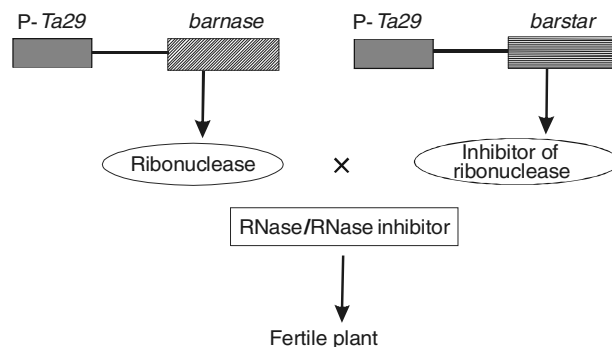 P-Ta29 barnase P-Ta29 barstar
Ribonuclease × Inhibitor of
ribonuclease
RNase/RNase inhibitor
Fertile plant